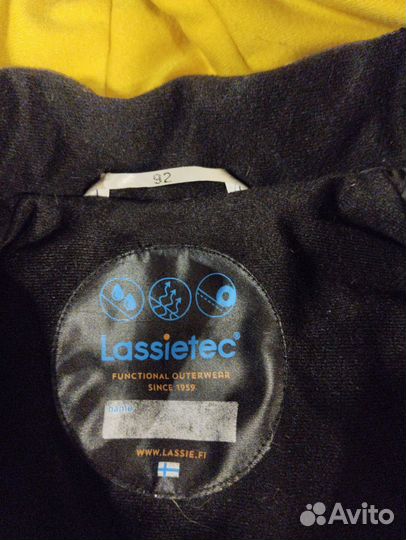 92
Lassietec®
FUNCTIONAL OUTERWEAR
SINCE 1959
name:
WWW.LASSIE.FI
Avito